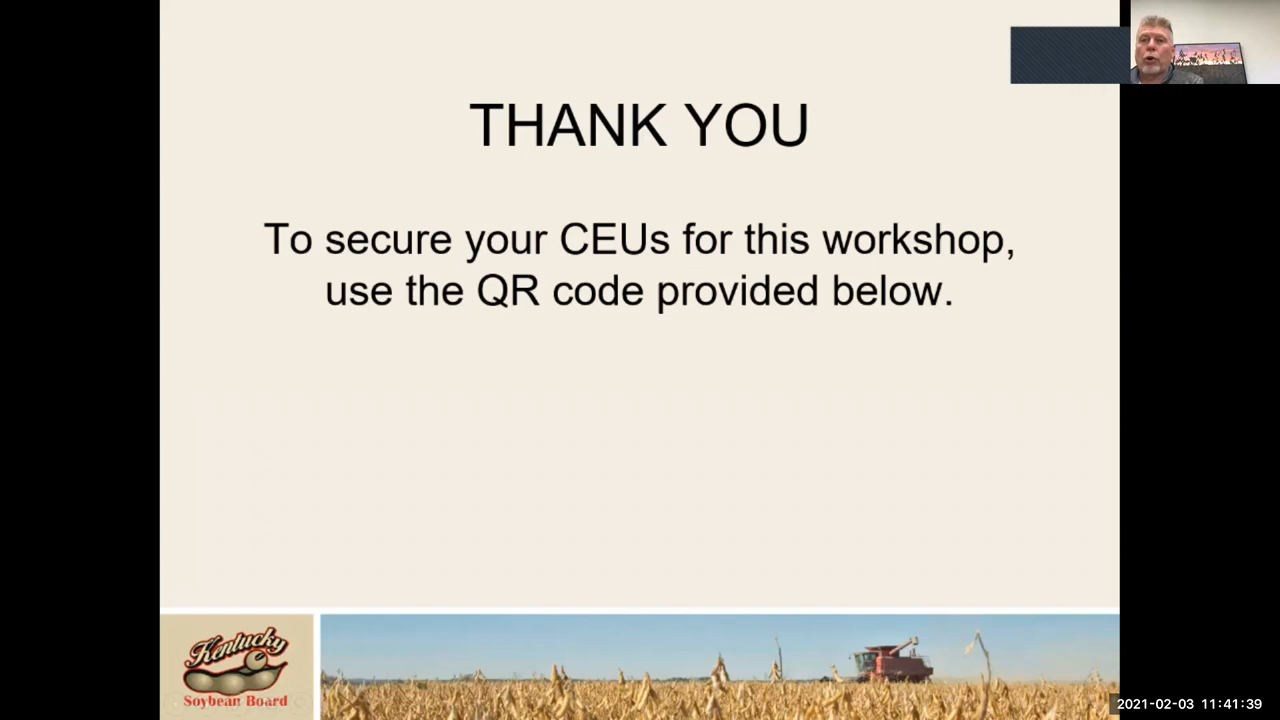 THANK YOU
To secure your CEUs for this workshop,
use the QR code provided below.
Kentucky
Soybean Board
2021-02-03 11:41:39